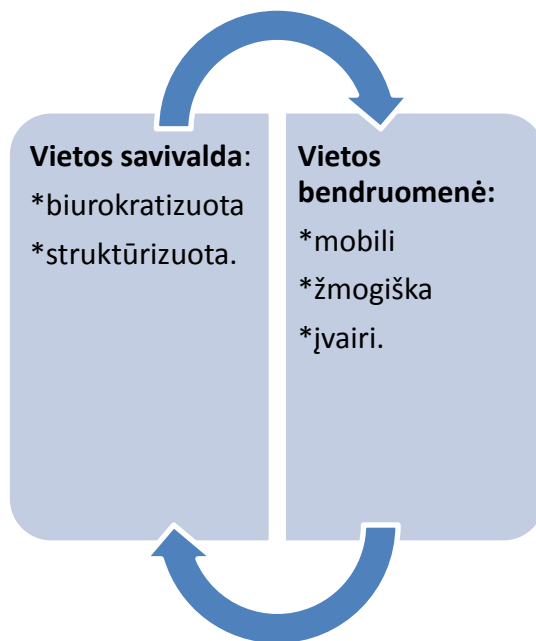 Vietos savivalda:
*biurokratizuota
*struktūrizuota.
Vietos
bendruomenė:
*mobili
*žmogiška
*įvairi.